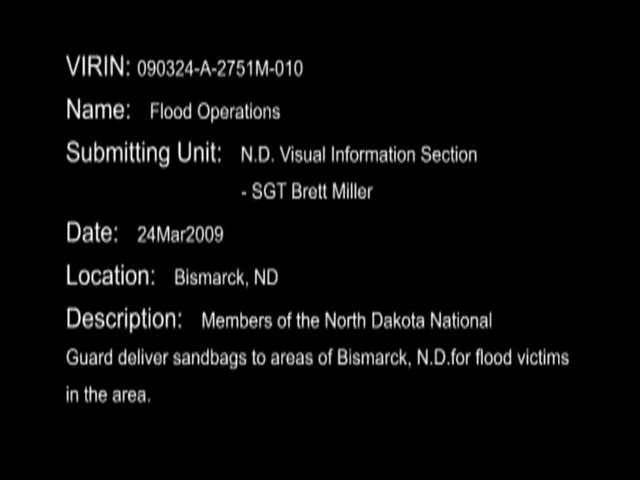 VIRIN: 090324-A-2751M-010
Name: Flood Operations
Submitting Unit: N.D. Visual Information Section
- SGT Brett Miller
Date: 24Mar2009
Location: Bismarck, ND
Description: Members of the North Dakota National
Guard deliver sandbags to areas of Bismarck, N.D.for flood victims
in the area.